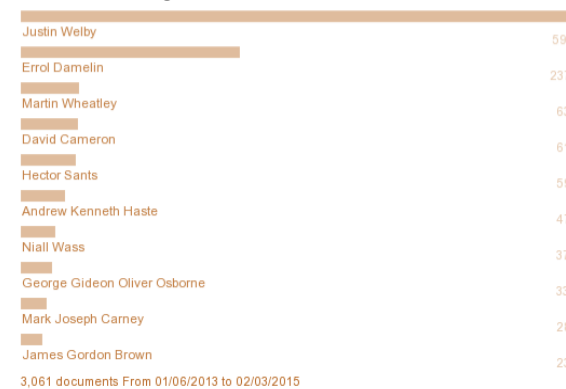 Justin Welby
Errol Damelin
Martin Wheatley
David Cameron
Hector Sants
Andrew Kenneth Haste
Niall Wass
George Gideon Oliver Osborne
Mark Joseph Carney
James Gordon Brown
3,061 documents From 01/06/2013 to 02/03/2015